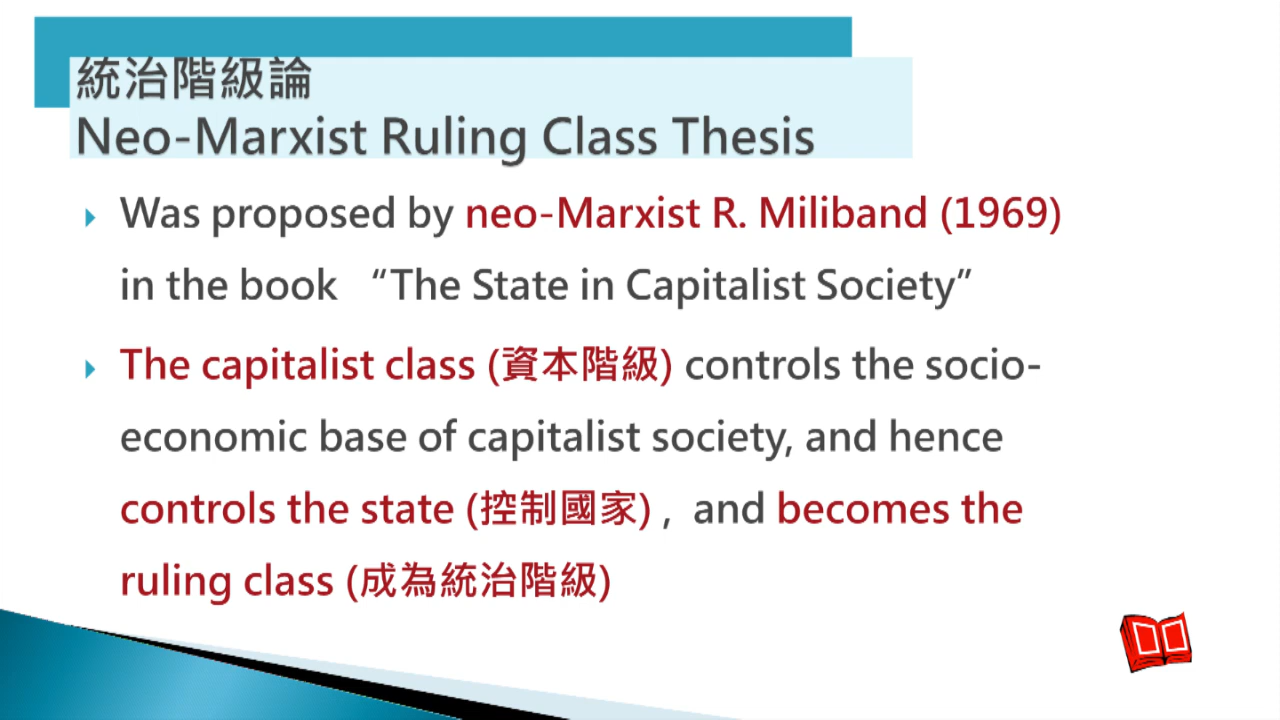 統治階級論
Neo-Marxist Ruling Class Thesis
Was proposed by neo-Marxist R. Miliband (1969)
in the book “The State in Capitalist Society”
The capitalist class (資本階級) controls the socio-
economic base of capitalist society, and hence
controls the state (控制國家) , and becomes the
ruling class (成為統治階級)